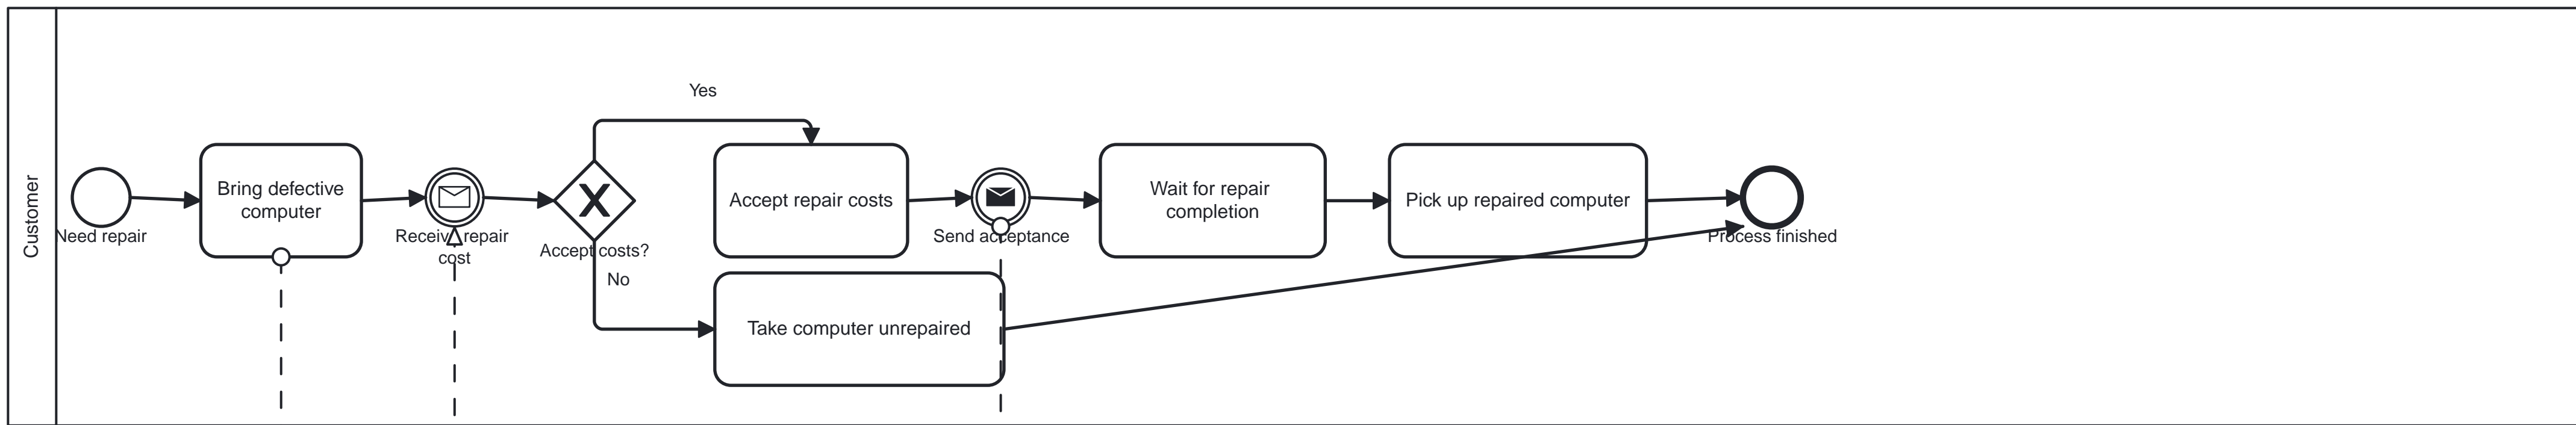 Customer
Need repair
Bring defective
computer
Receive repair
cost
Accept costs?
Yes
No
Accept repair costs
Take computer unrepaired
Send acceptance
Wait for repair
completion
Pick up repaired computer
Process finished